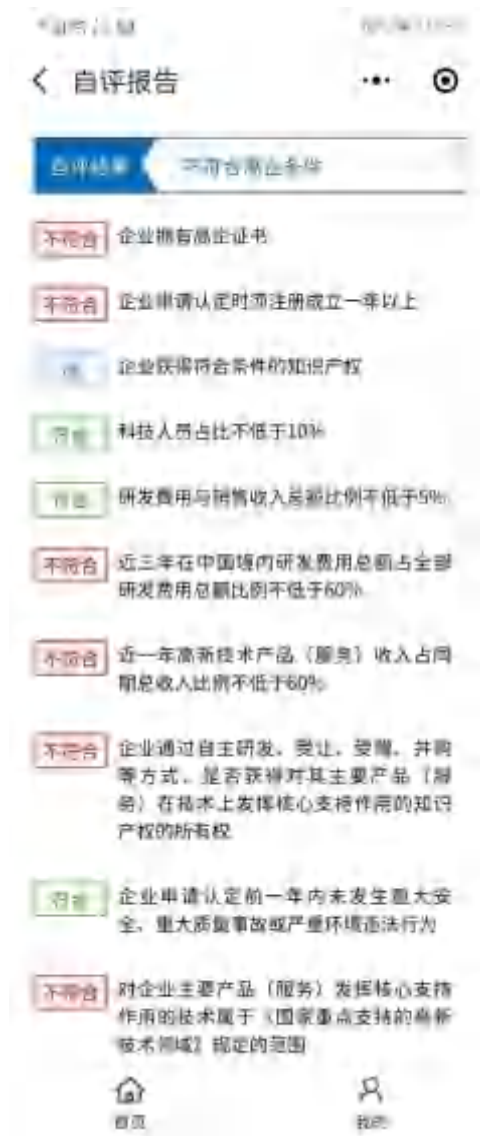 自评报告
自评结果
不符合高企条件
不符合 企业拥有高企证书
不符合 企业申请认定时须注册成立一年以上
企业获得符合条件的知识产权
符合 科技人员占比不低于10%
符合 研发费用与销售收入总额比例不低于5%
不符合 近三年在中国境内研发费用总额占全部
研发费用总额比例不低于60%
不符合 近一年高新技术产品（服务）收入占同
期总收入比例不低于60%
不符合 企业通过自主研发、受让、受赠、并购
等方式，是否获得对其主要产品（服
务）在技术上发挥核心支持作用的知识
产权的所有权
符合 企业申请认定前一年内未发生重大安
全、重大质量事故或严重环境违法行为
不符合 对企业主要产品（服务）发挥核心支持
作用的技术属于《国家重点支持的高新
技术领域》规定的范围
首页
我的